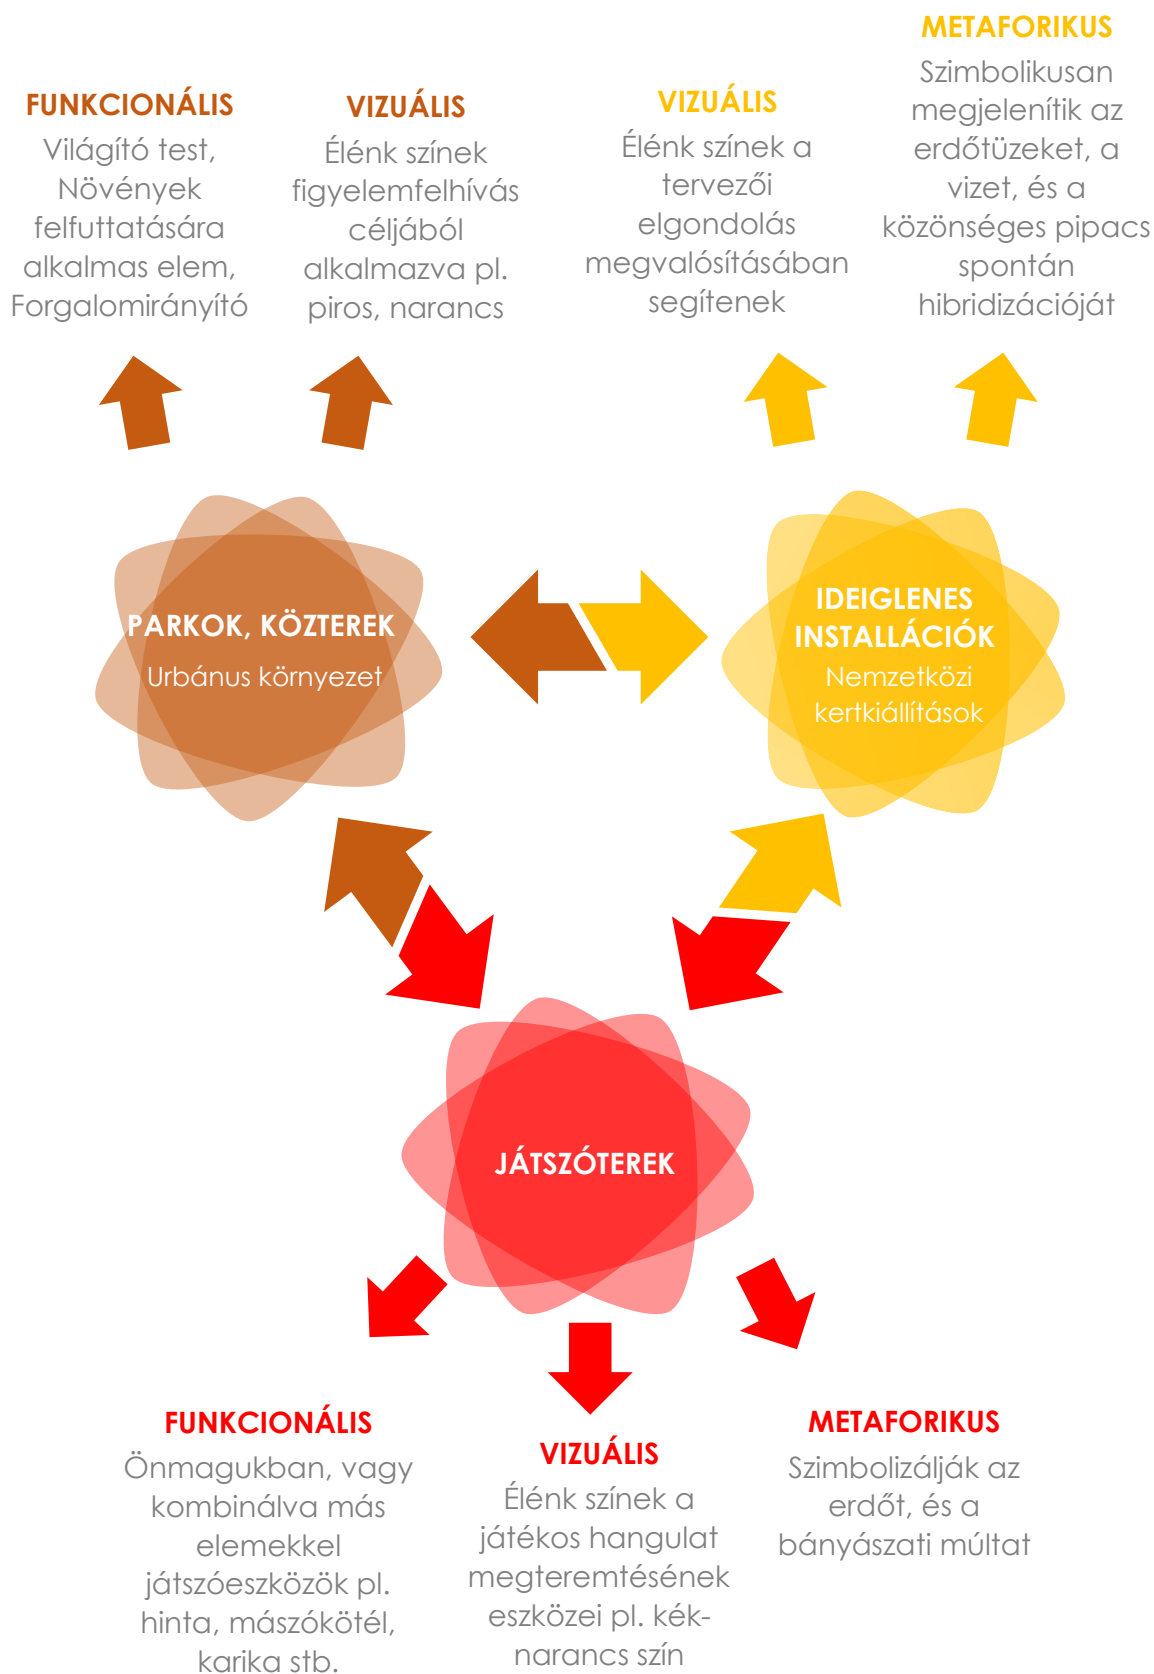 FUNKCIONÁLIS
Világító test,
Növények
felfuttatására
alkalmas elem,
Forgalomirányító
VIZUÁLIS
Élénk színek
figyelemfelhívás
céljából
alkalmazva pl.
piros, narancs
VIZUÁLIS
Élénk színek a
tervezői
elgondolás
megvalósításában
segítenek
METAFORIKUS
Szimbolikusan
megjelenítik az
erdőtüzeket, a
vizet, és a
közönséges pipacs
spontán
hibridizációját
PARKOK, KÖZTEREK
Urbánus környezet
IDEIGLENES
INSTALLÁCIÓK
Nemzetközi
kertkiállítások
JÁTSZÓTEREK
FUNKCIONÁLIS
Önmagukban, vagy
kombinálva más
elemekkel
játszóeszközök pl.
hinta, mászókötél,
karika stb.
VIZUÁLIS
Élénk színek a
játékos hangulat
megteremtésének
eszközei pl. kék-
narancs szín
METAFORIKUS
Szimbolizálják az
erdőt, és a
bányászati múltat